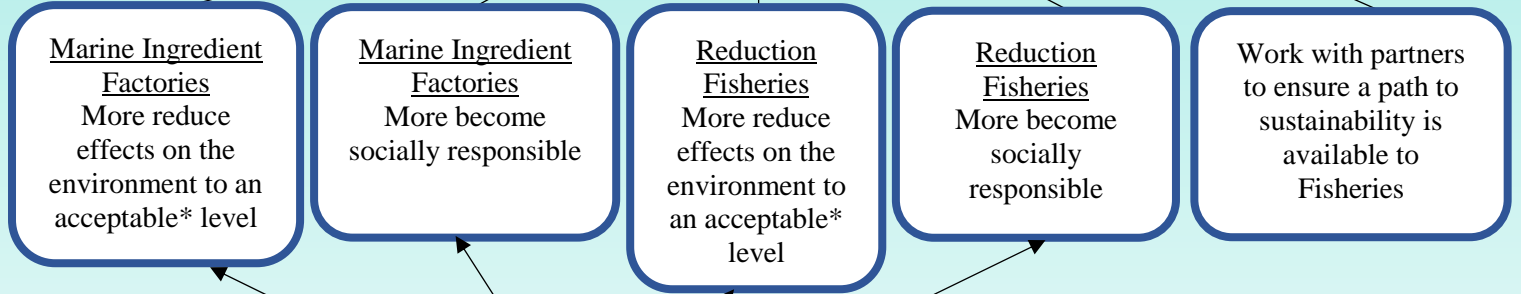 Marine Ingredient
Factories
More reduce
effects on the
environment to an
acceptable* level
Marine Ingredient
Factories
More become
socially responsible
Reduction
Fisheries
More reduce
effects on the
environment to
an acceptable*
level
Reduction
Fisheries
More become
socially
responsible
Work with partners
to ensure a path to
sustainability is
available to
Fisheries